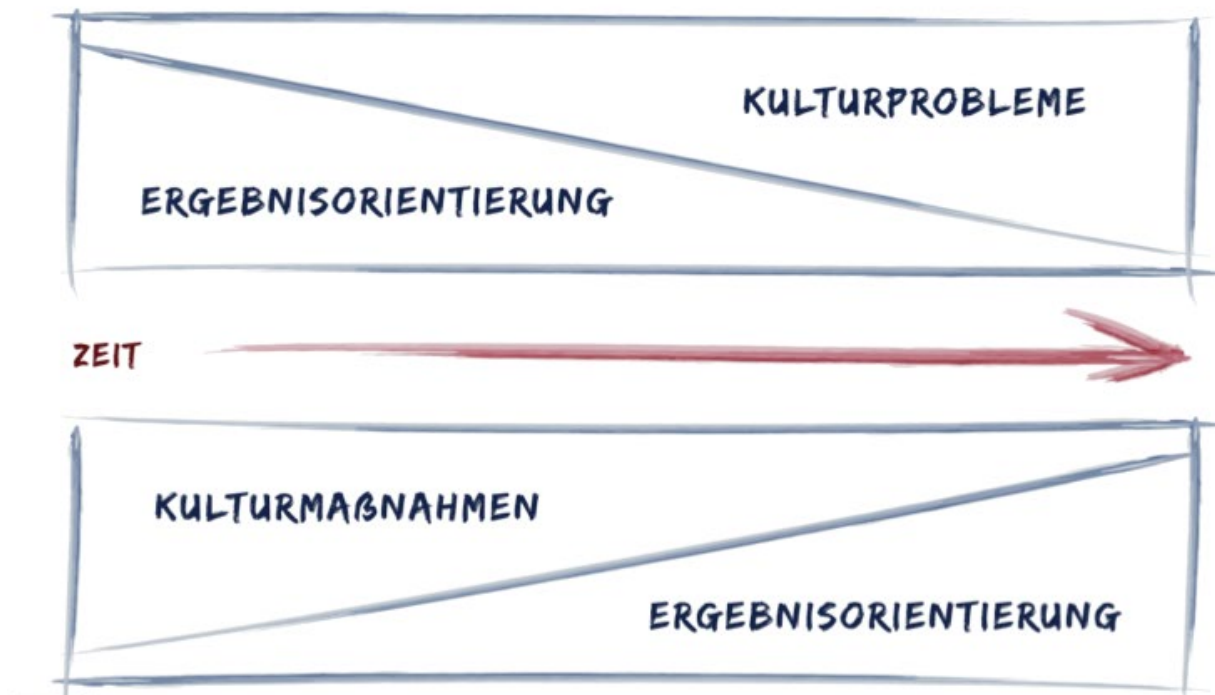 KULTURPROBLEME
ERGEBNISORIENTIERUNG
ZEIT
KULTURMAßNAHMEN
ERGEBNISORIENTIERUNG